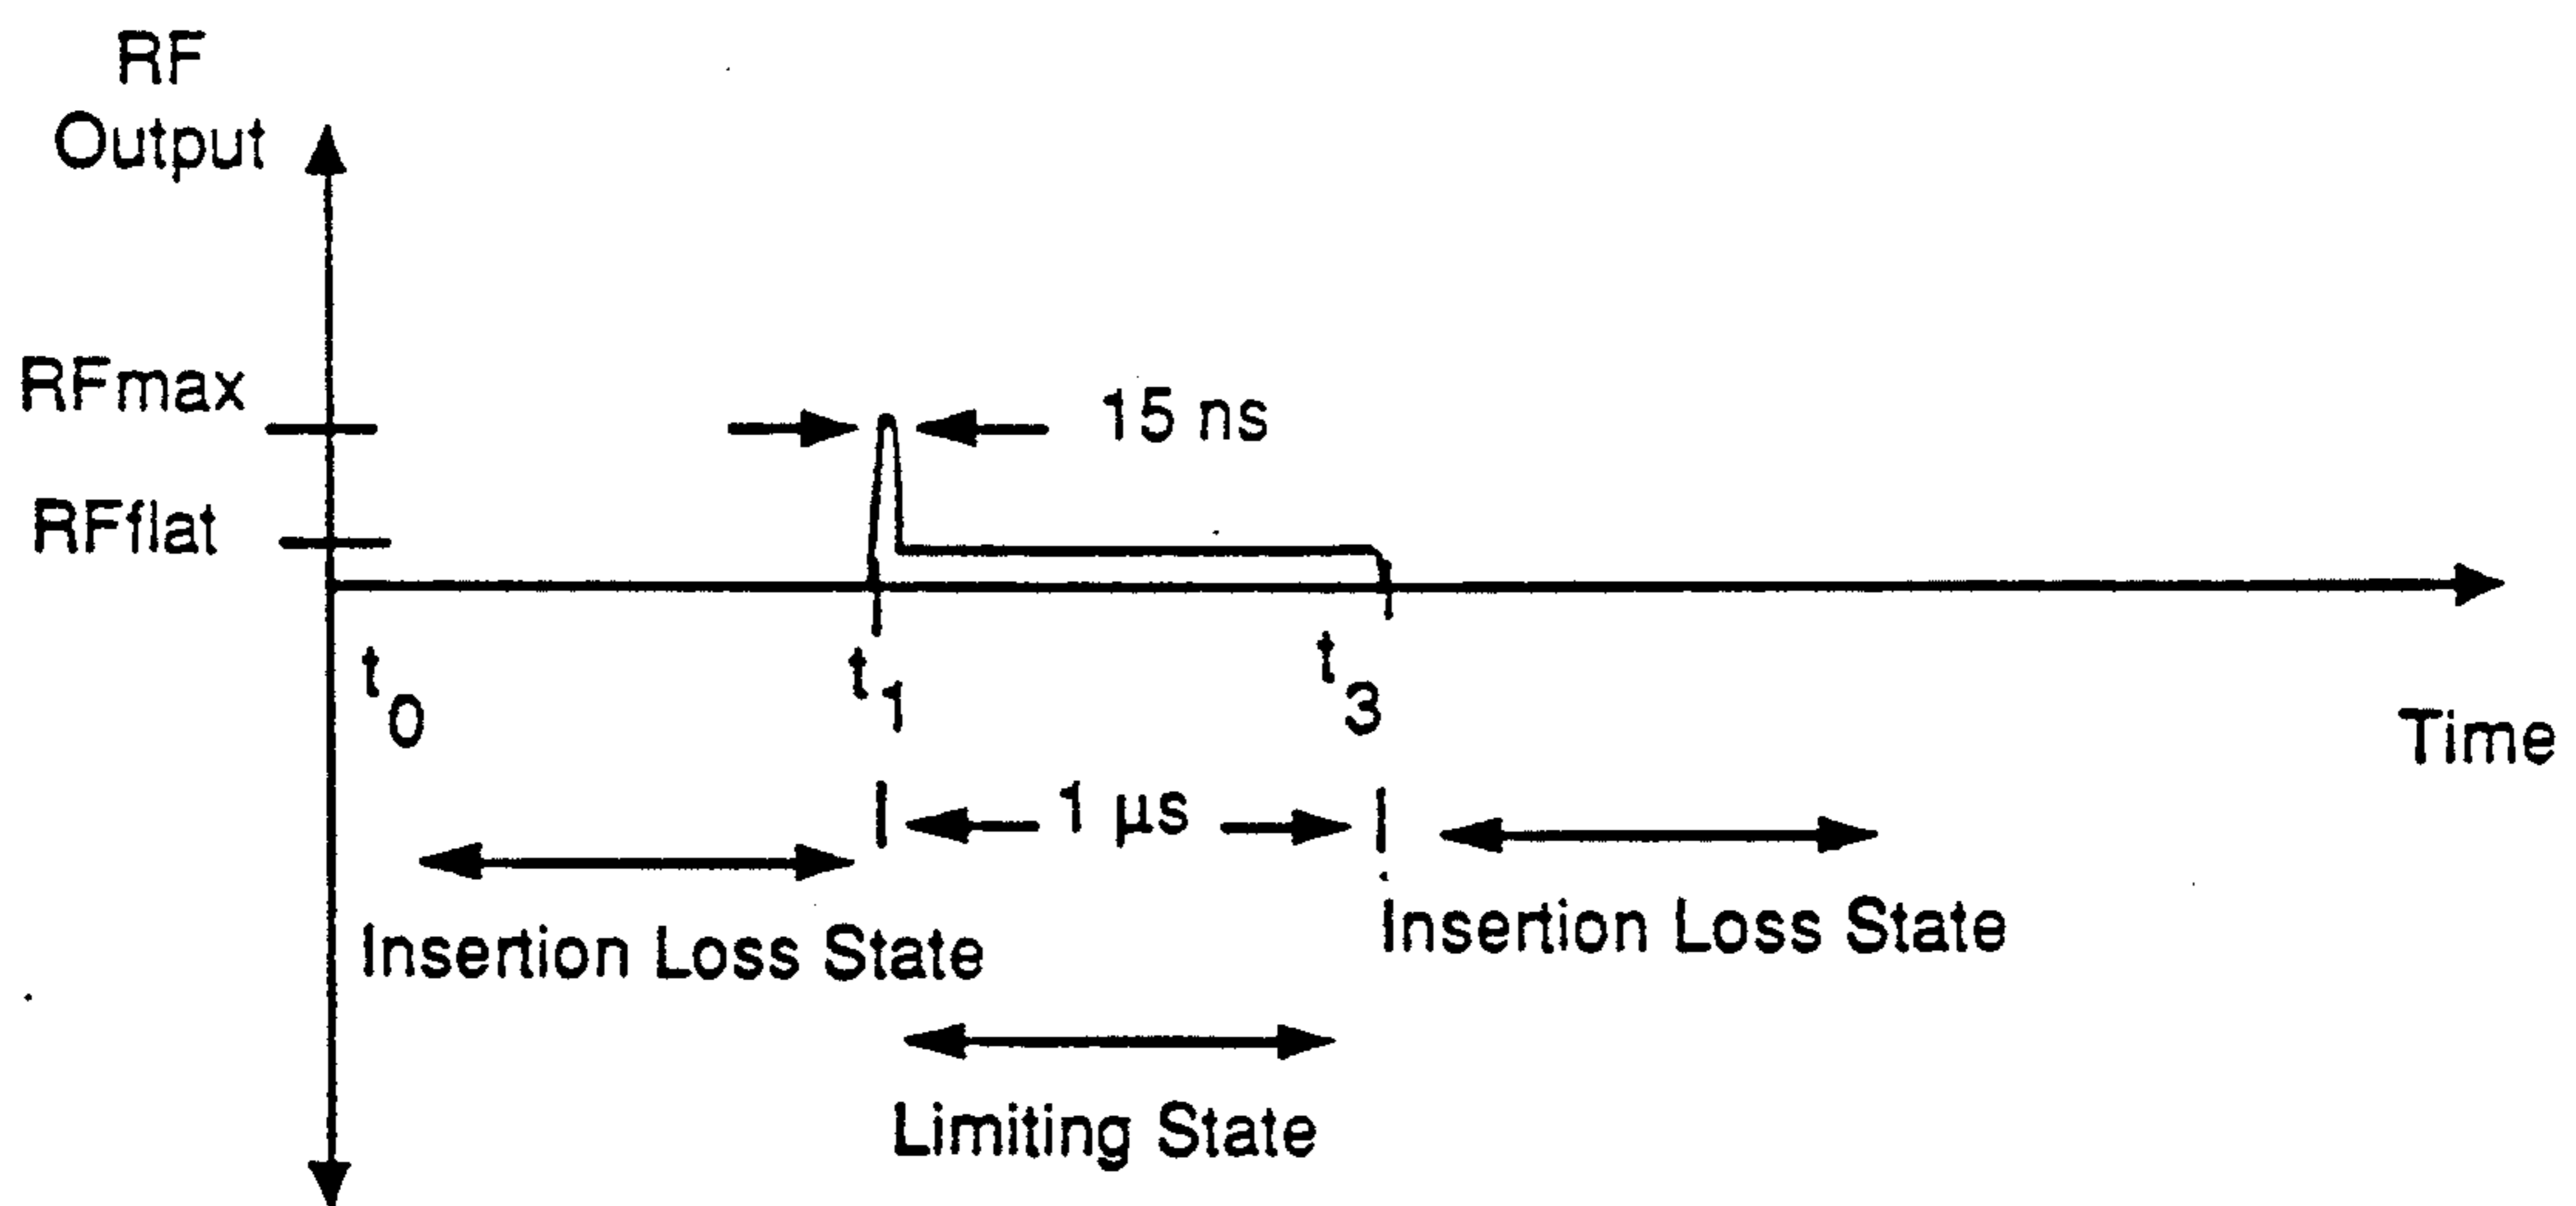 RF
Output
RFmax
15 ns
RFflat
t0
t1
t3
Time
1 µs
Insertion Loss State
Insertion Loss State
Limiting State